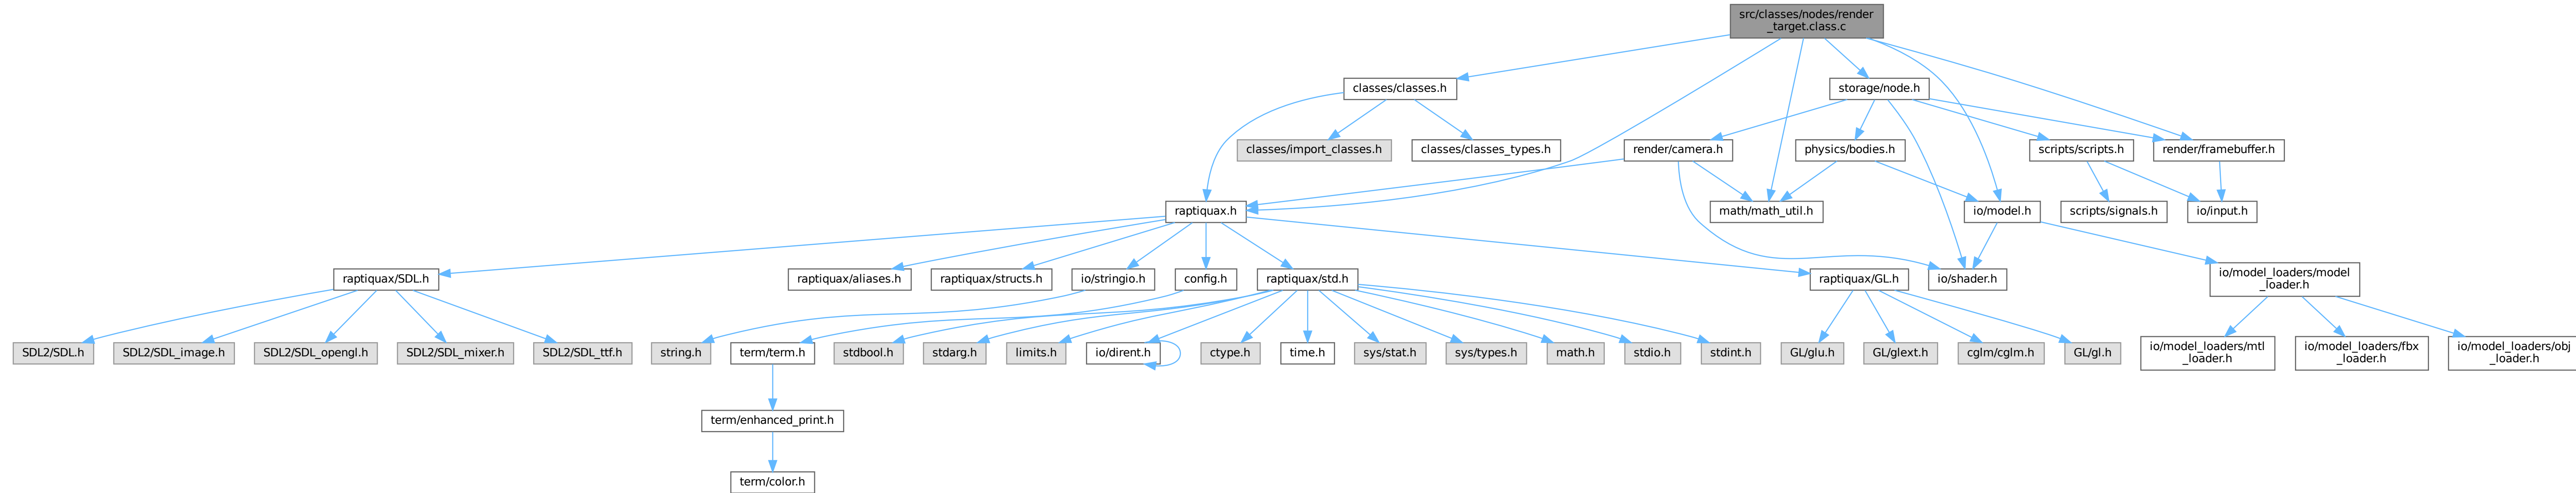 src/classes/nodes/render
_target.class.c
classes/classes.h
storage/node.h
classes/import_classes.h
classes/classes_types.h
render/camera.h
physics/bodies.h
scripts/scripts.h
render/framebuffer.h
raptiquax.h
math/math_util.h
io/model.h
scripts/signals.h
io/input.h
raptiquax/SDL.h
raptiquax/aliases.h
raptiquax/structs.h
io/stringio.h
config.h
raptiquax/std.h
raptiquax/GL.h
io/shader.h
io/model_loaders/model
_loader.h
SDL2/SDL.h
SDL2/SDL_image.h
SDL2/SDL_opengl.h
SDL2/SDL_mixer.h
SDL2/SDL_ttf.h
string.h
term/term.h
stdbool.h
stdarg.h
limits.h
io/dirent.h
ctype.h
time.h
sys/stat.h
sys/types.h
math.h
stdio.h
stdint.h
GL/glu.h
GL/glext.h
cglm/cglm.h
GL/gl.h
io/model_loaders/mtl
_loader.h
io/model_loaders/fbx
_loader.h
io/model_loaders/obj
_loader.h
term/enhanced_print.h
term/color.h